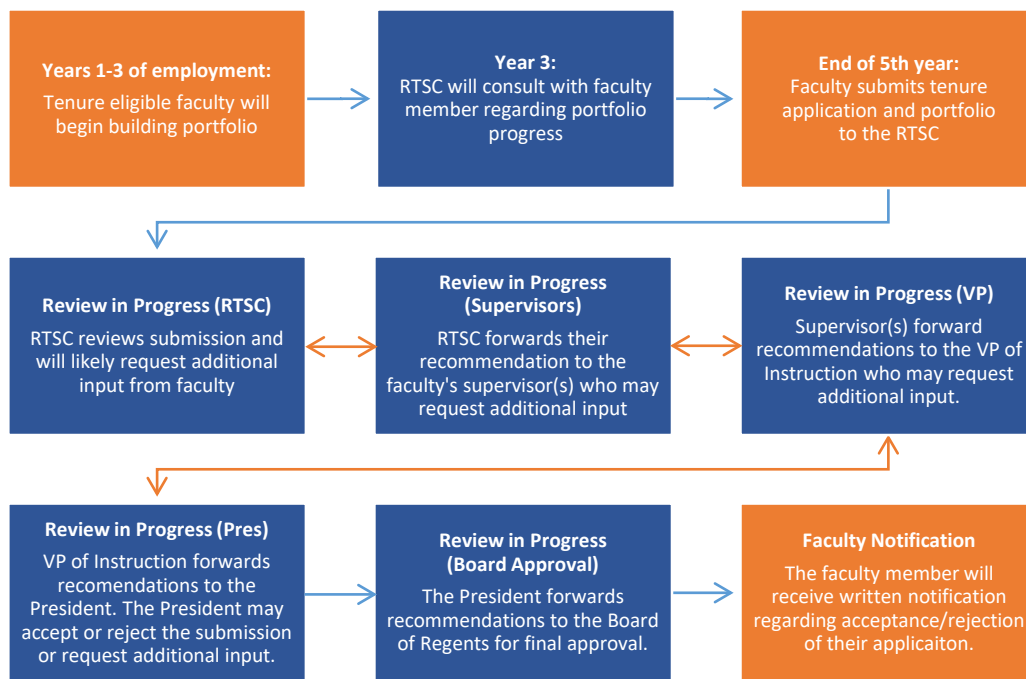 Years 1-3 of employment:
Tenure eligible faculty will
begin building portfolio
Year 3:
RTSC will consult with faculty
member regarding portfolio
progress
End of 5th year:
Faculty submits tenure
application and portfolio
to the RTSC
Review in Progress (RTSC)
RTSC reviews submission and
will likely request additional
input from faculty
Review in Progress
(Supervisors)
RTSC forwards their
recommendation to the
faculty's supervisor(s) who may
request additional input
Review in Progress (VP)
Supervisor(s) forward
recommendations to the VP of
Instruction who may request
additional input.
Review in Progress (Pres)
VP of Instruction forwards
recomendations to the
President. The President may
accept or reject the submission
or request additional input.
Review in Progress
(Board Approval)
The President forwards
recommendations to the Board
of Regents for final approval.
Faculty Notification
The faculty member will
receive written notification
regarding acceptance/rejection
of their applicaiton.